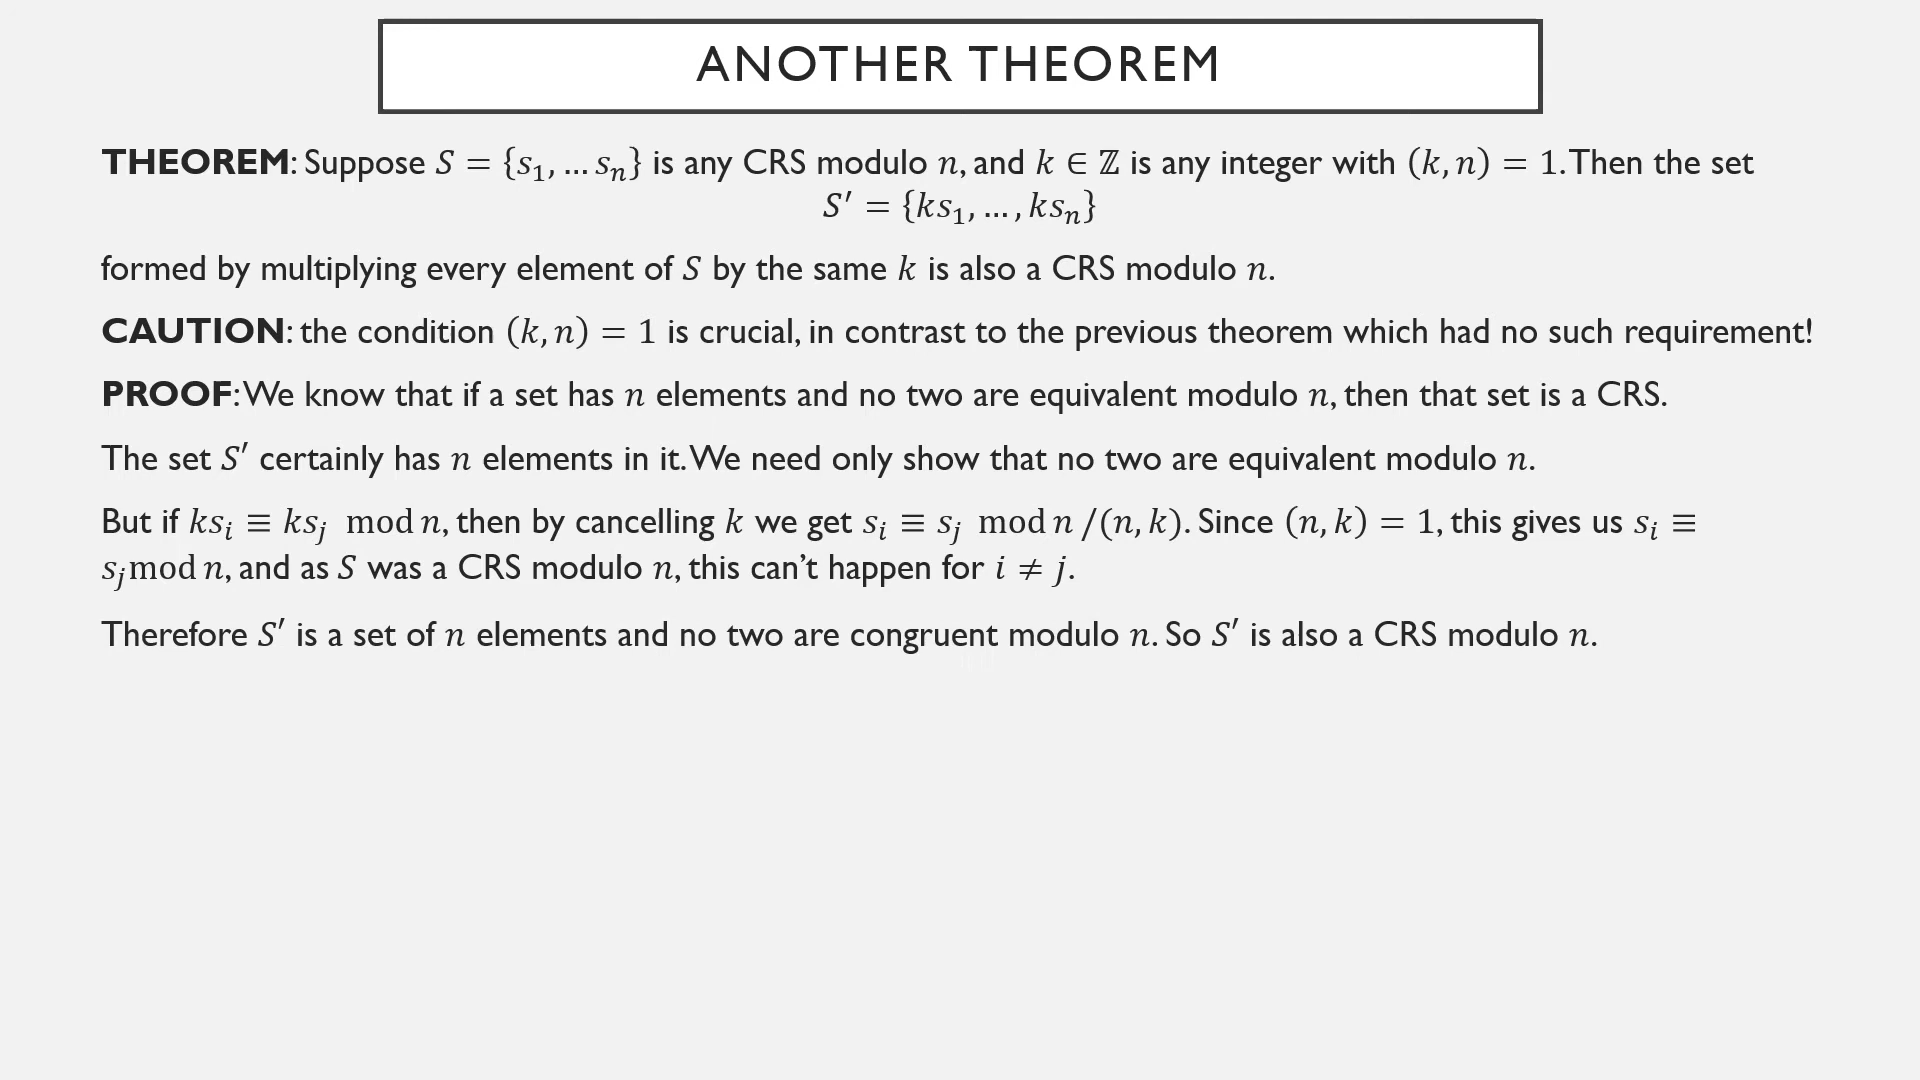 ANOTHER THEOREM
THEOREM: Suppose 𝑆 = {𝑠₁, … 𝑠ₙ} is any CRS modulo 𝑛, and 𝑘 ∈ ℤ is any integer with (𝑘, 𝑛) = 1. Then the set
𝑆′ = {𝑘𝑠₁, … , 𝑘𝑠ₙ}
formed by multiplying every element of 𝑆 by the same 𝑘 is also a CRS modulo 𝑛.
CAUTION: the condition (𝑘, 𝑛) = 1 is crucial, in contrast to the previous theorem which had no such requirement!
PROOF: We know that if a set has 𝑛 elements and no two are equivalent modulo 𝑛, then that set is a CRS.
The set 𝑆′ certainly has 𝑛 elements in it. We need only show that no two are equivalent modulo 𝑛.
But if 𝑘𝑠ᵢ ≡ 𝑘𝑠ⱼ mod 𝑛, then by cancelling 𝑘 we get 𝑠ᵢ ≡ 𝑠ⱼ mod 𝑛 /(𝑛, 𝑘). Since (𝑛, 𝑘) = 1, this gives us 𝑠ᵢ ≡
𝑠ⱼ mod 𝑛, and as 𝑆 was a CRS modulo 𝑛, this can’t happen for 𝑖 ≠ 𝑗.
Therefore 𝑆′ is a set of 𝑛 elements and no two are congruent modulo 𝑛. So 𝑆′ is also a CRS modulo 𝑛.